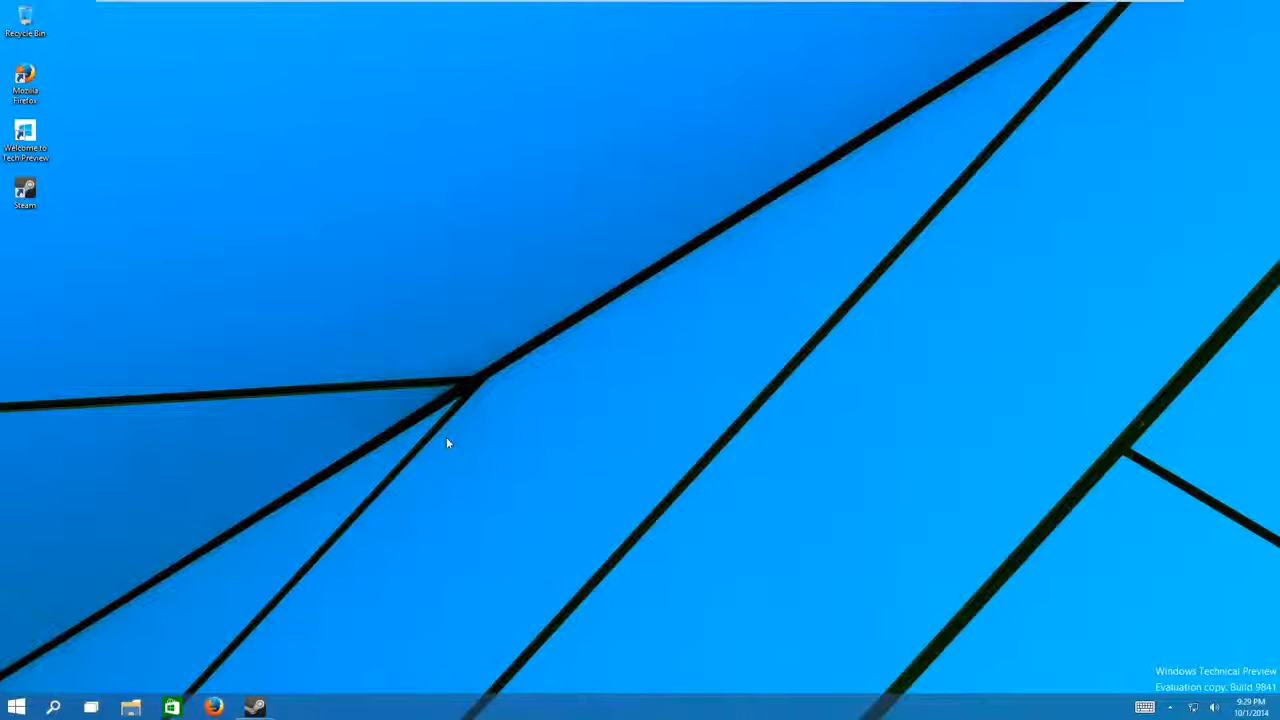 Recycle Bin
Mozilla
Firefox
Welcome to
Tech Preview
Steam
Windows Technical Preview
Evaluation copy. Build 9841
9:29 PM
10/1/2014